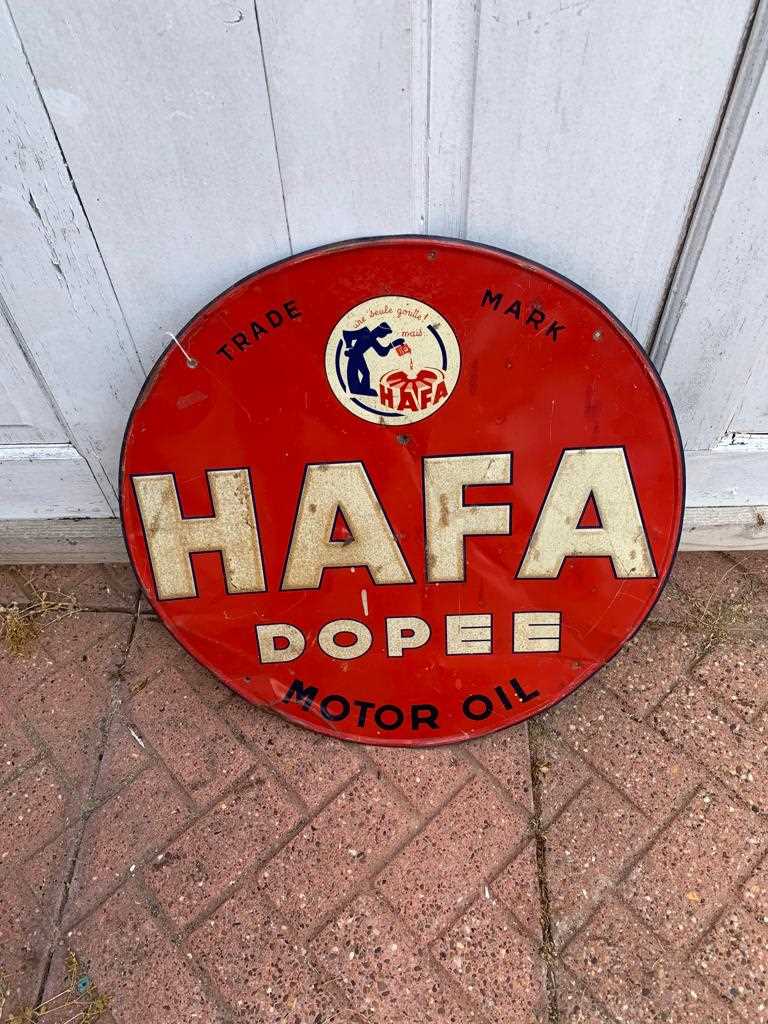 TRADE MARK
une seule goutte!
mais..
HAFA
HAFA
DOPEE
MOTOR OIL